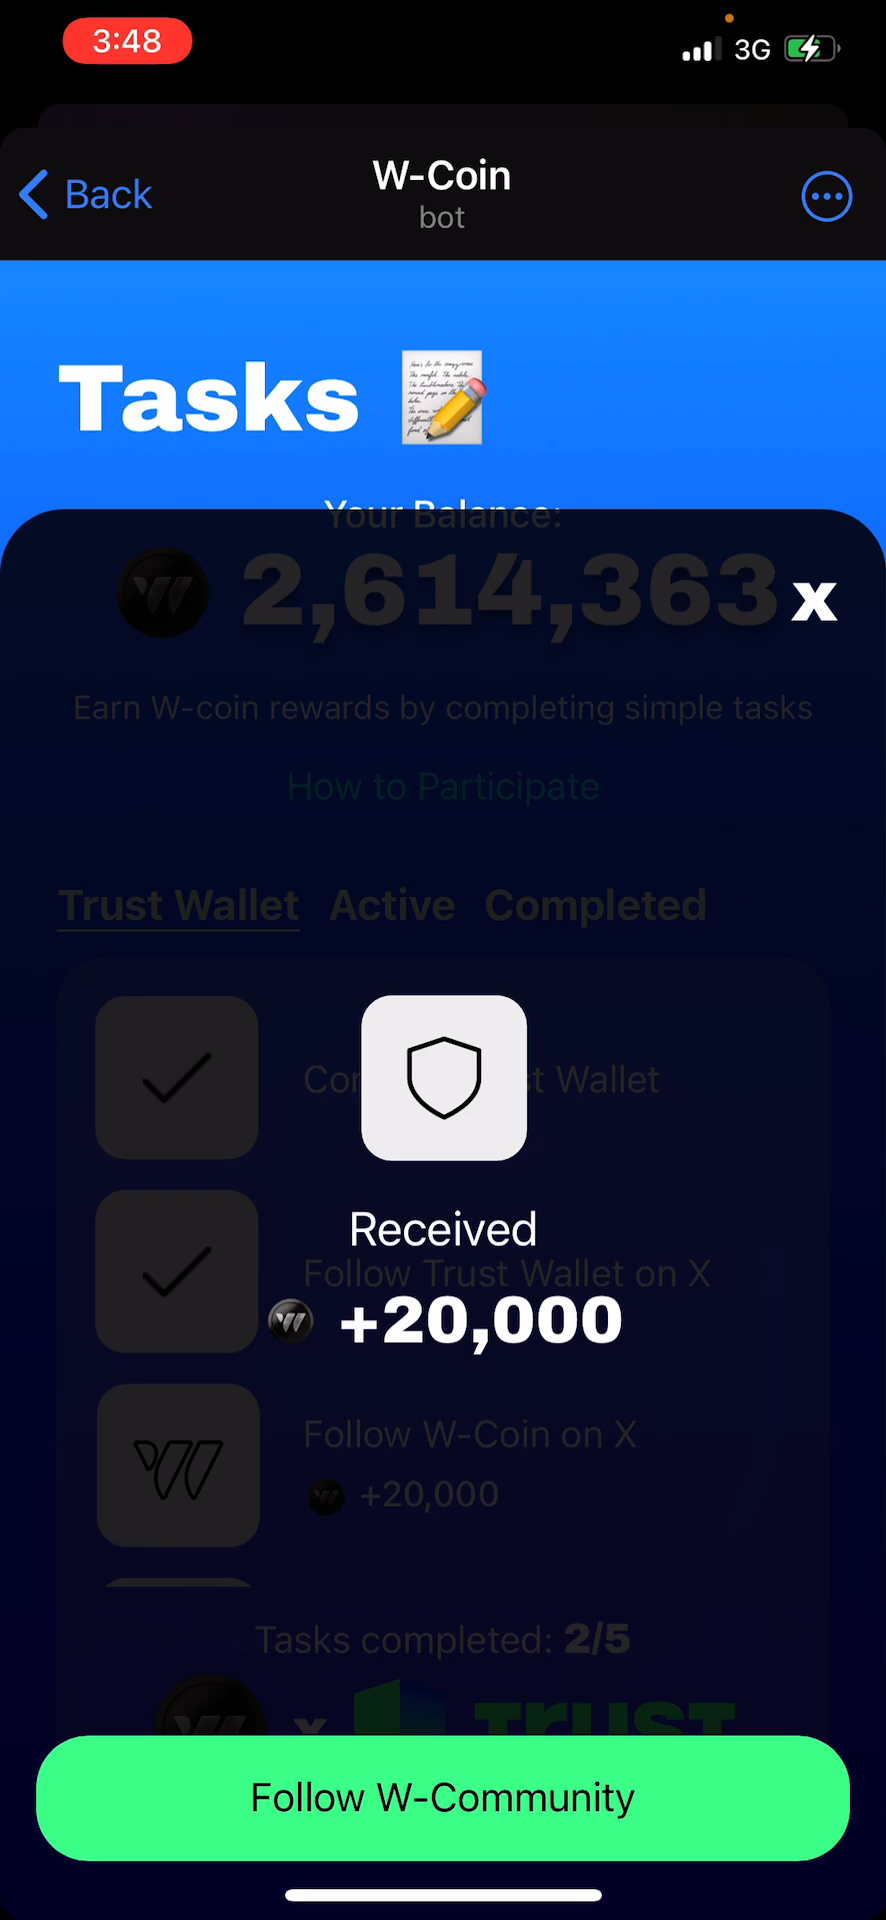 3:48
3G
Back
W-Coin
bot
Tasks
Your Balance:
2,614,363
x
Earn W-coin rewards by completing simple tasks
How to Participate
Trust Wallet Active Completed
Con t Wallet
Received
Follow Trust Wallet on X
+20,000
Follow W-Coin on X
+20,000
Tasks completed: 2/5
x TRUST
Follow W-Community